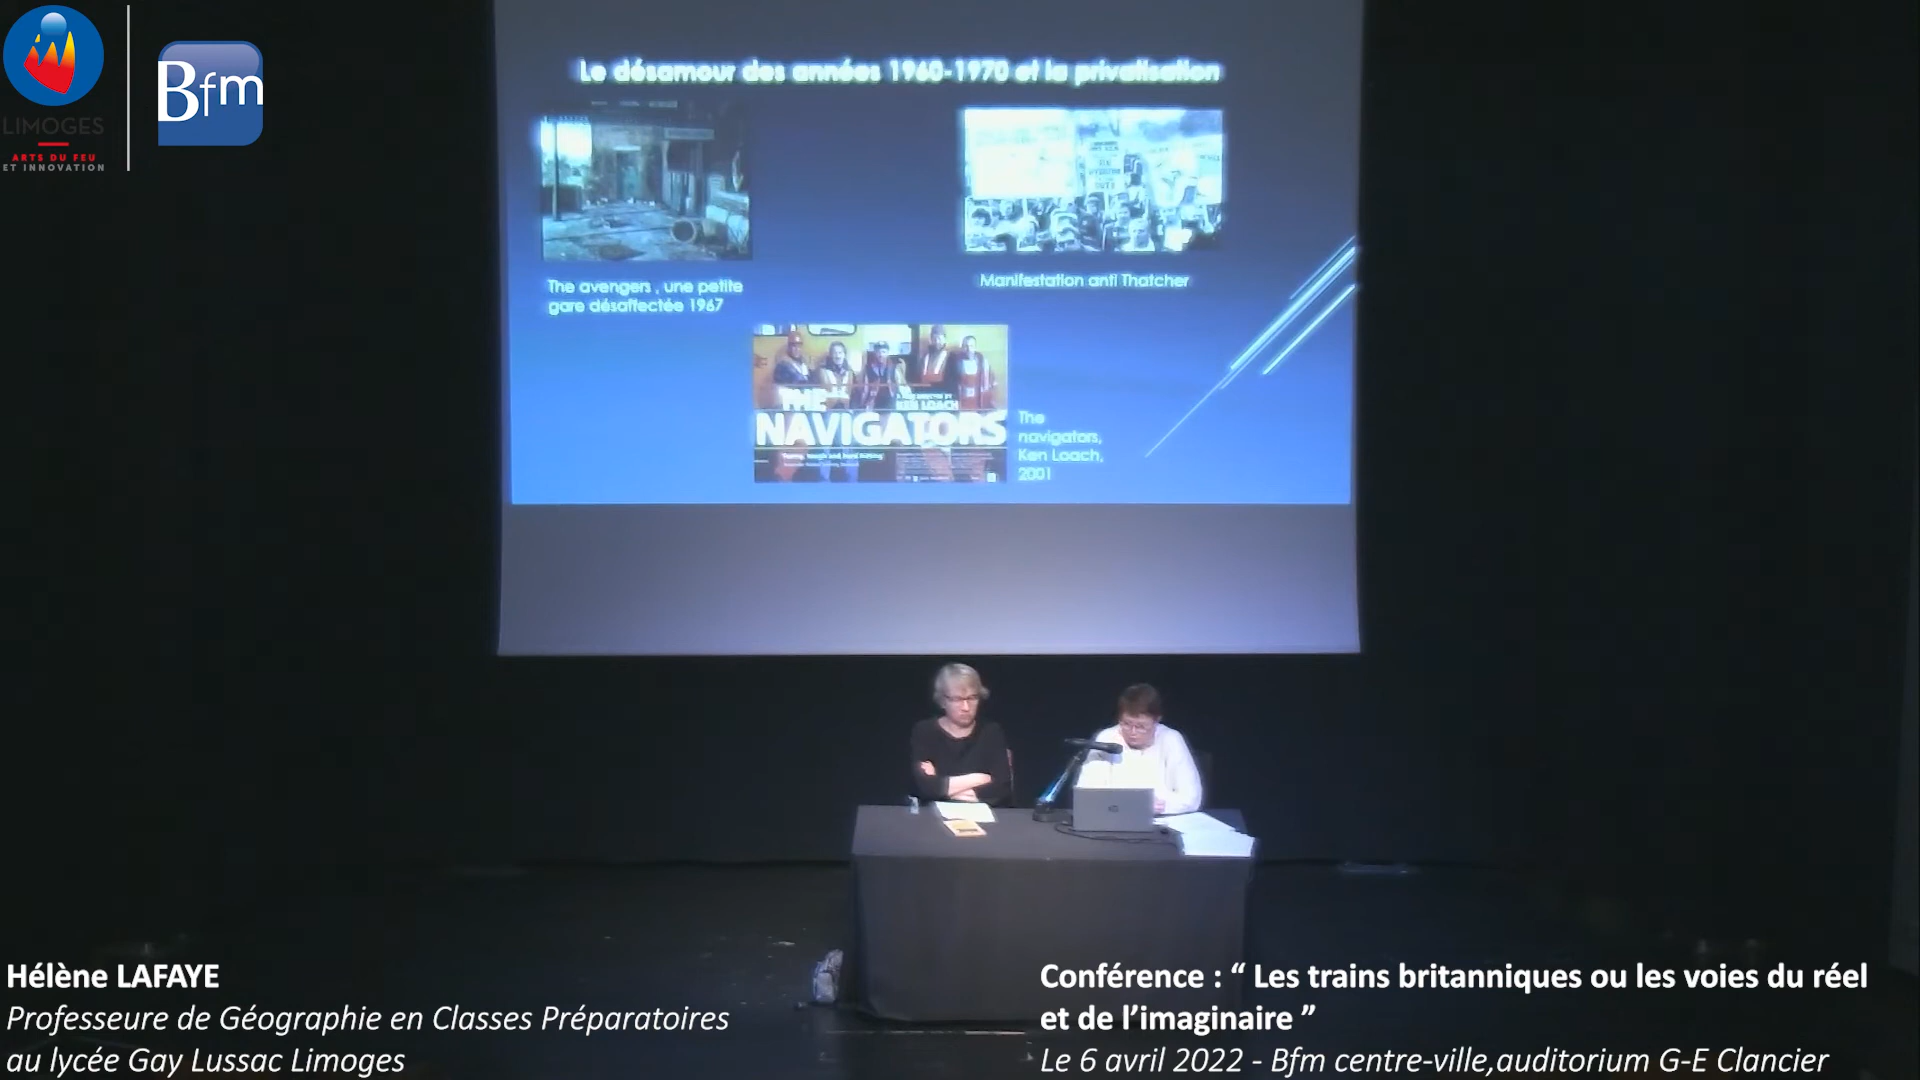 LIMOGES
ARTS DU FEU
ET INNOVATION
Bfm
Le désamour des années 1960-1970 et la privatisation
The avengers , une petite
gare désaffectée 1967
Manifestation anti Thatcher
THE
KEN LOACH
NAVIGATORS
The
navigators,
Ken Loach,
2001
Hélène LAFAYE
Professeure de Géographie en Classes Préparatoires
au lycée Gay Lussac Limoges
Conférence : “ Les trains britanniques ou les voies du réel
et de l’imaginaire ”
Le 6 avril 2022 - Bfm centre-ville,auditorium G-E Clancier